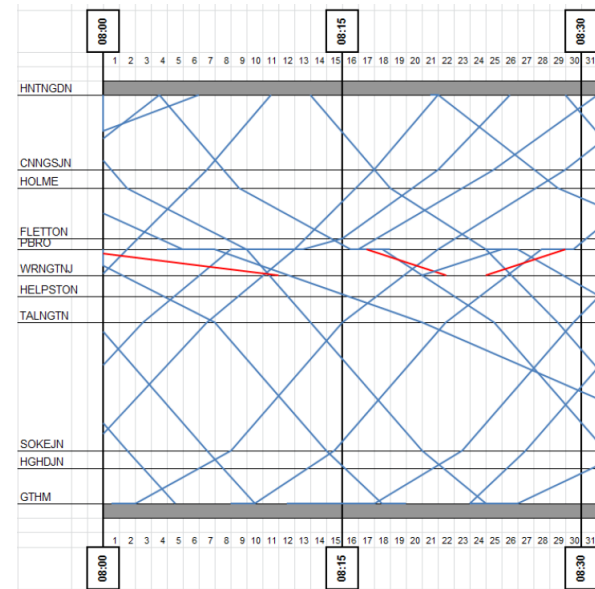 08:00 08:15 08:30
1 2 3 4 5 6 7 8 9 10 11 12 13 14 15 16 17 18 19 20 21 22 23 24 25 26 27 28 29 30 31
HNTNGDN
CNNGSJN
HOLME
FLETTON
PBRO
WRNGTNJ
HELPSTON
TALNGTN
SOKEJN
HGHDJN
GTHM
1 2 3 4 5 6 7 8 9 10 11 12 13 14 15 16 17 18 19 20 21 22 23 24 25 26 27 28 29 30 31
08:00 08:15 08:30